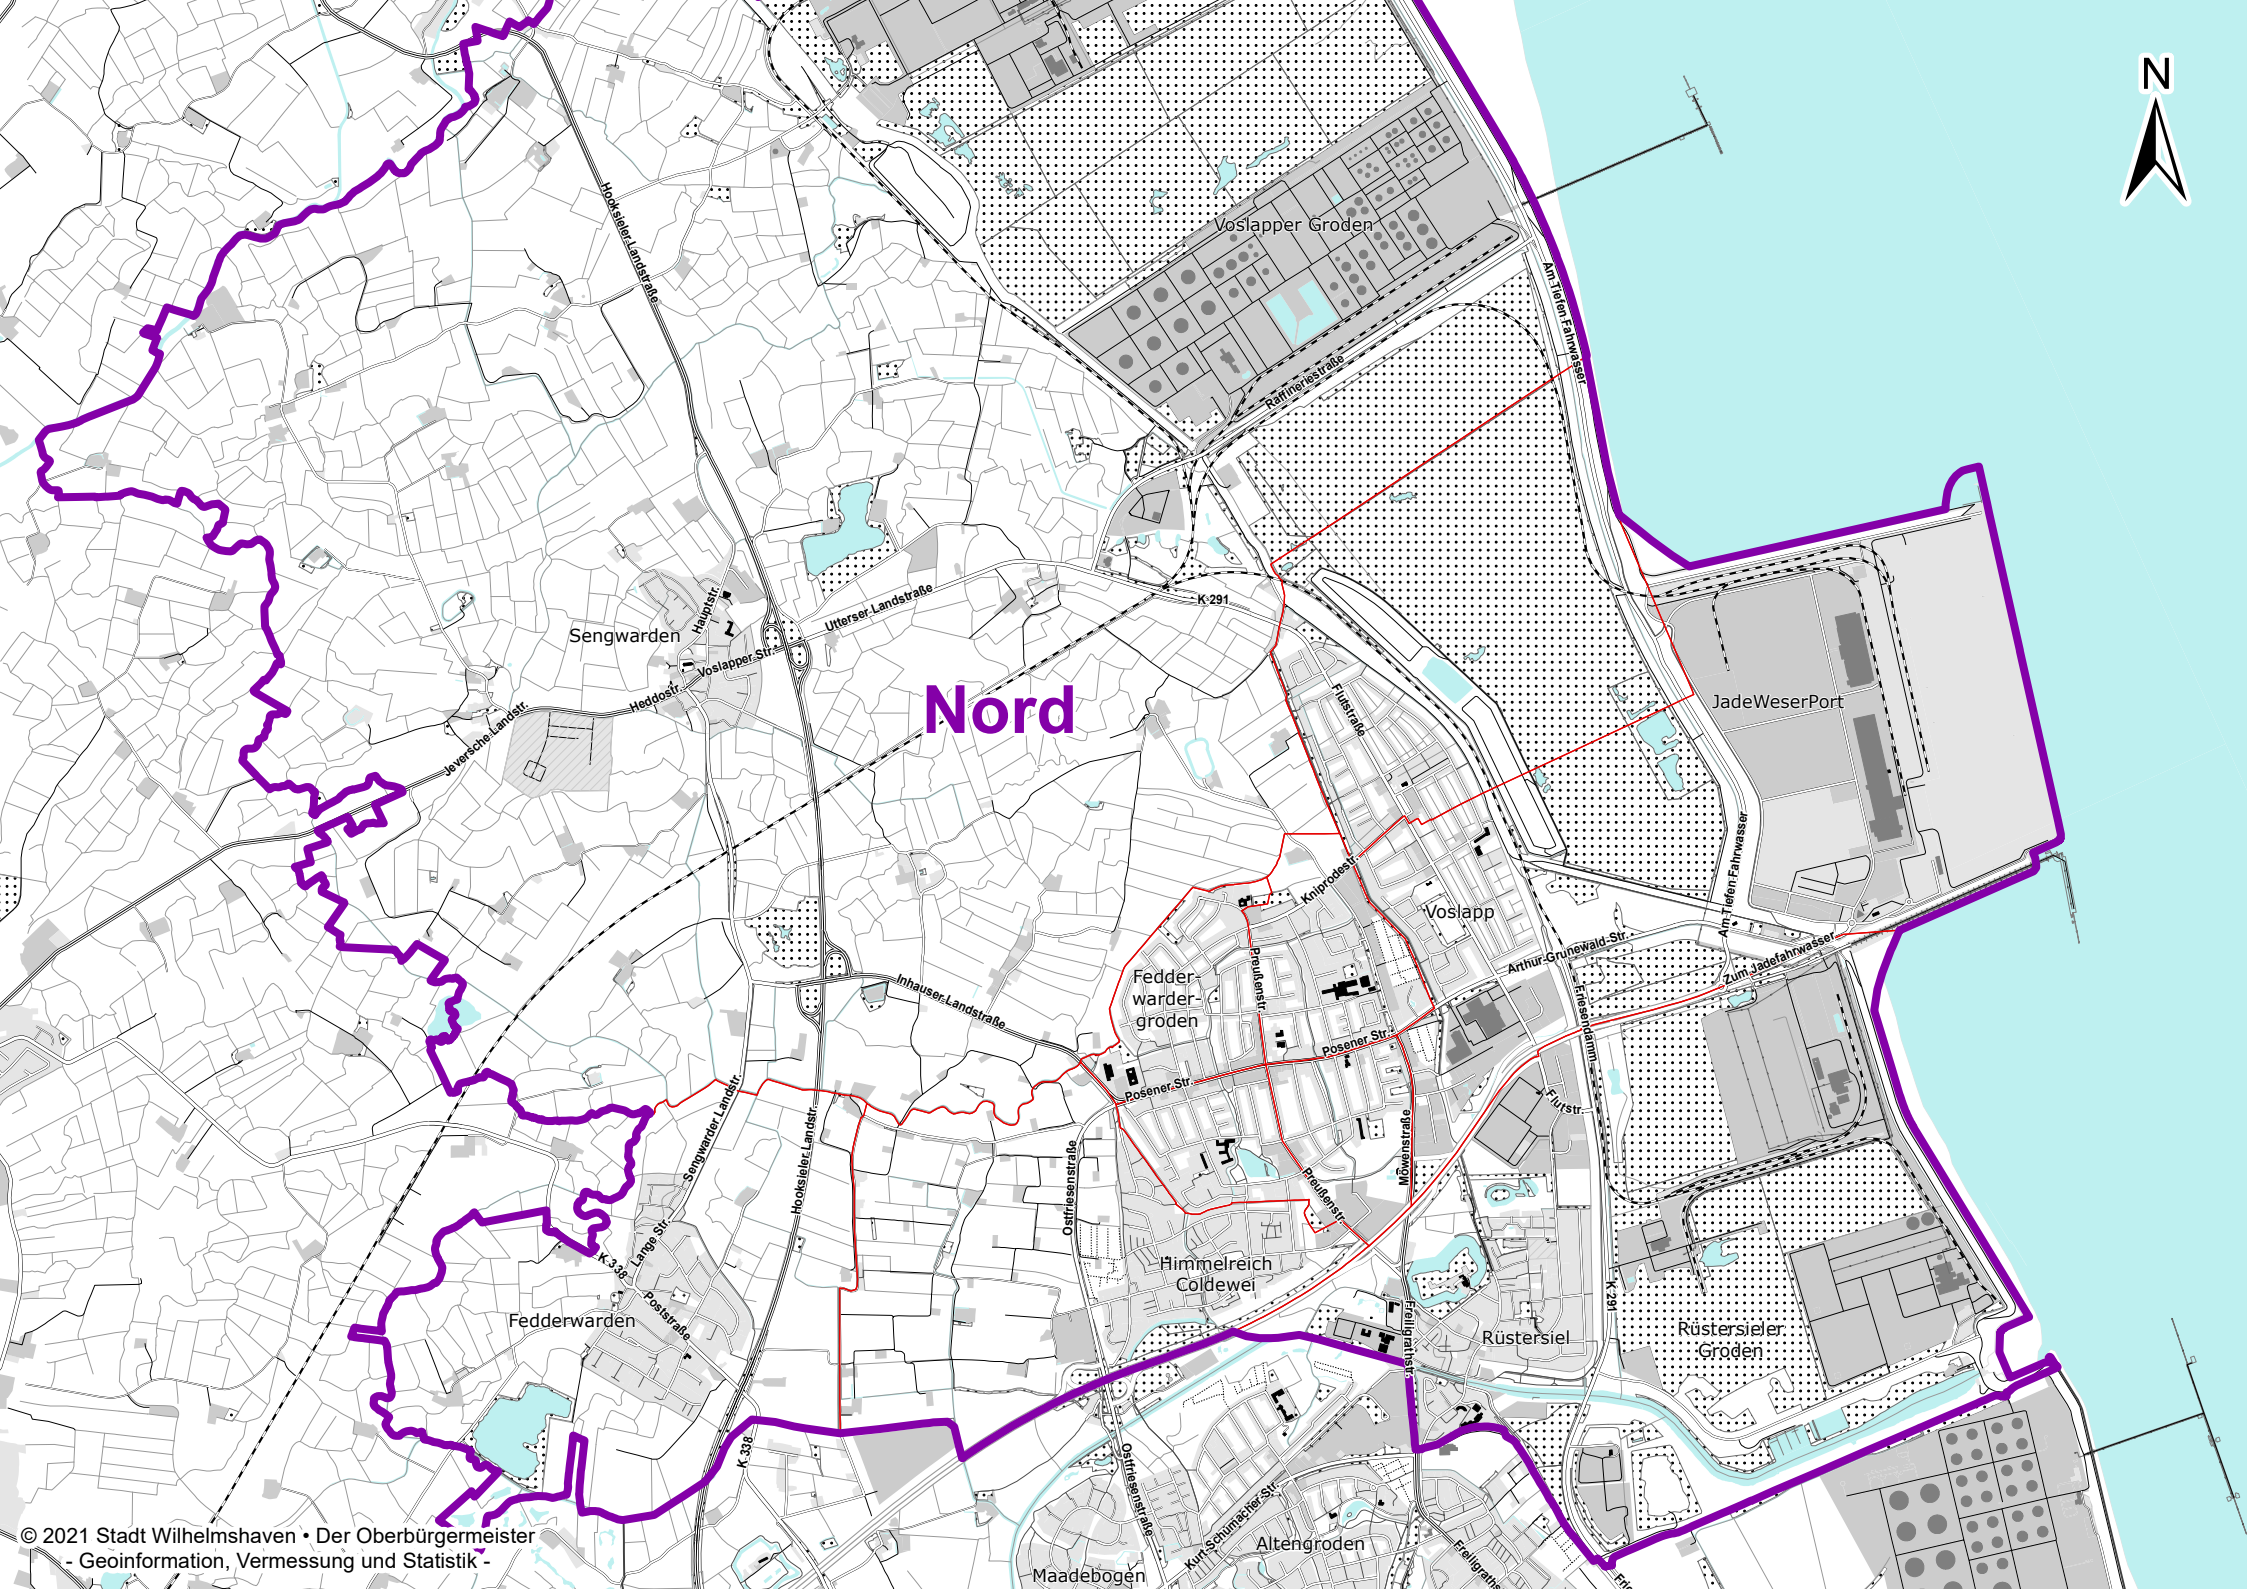 N
Hooksieler Landstraße
Voslapper Groden
Am Tiefen Fahrwasser
Raffineriestraße
K 291
Utterser Landstraße
Hauptstr.
Sengwarden
Voslapper Str.
Heddostr.
Jeversche Landstr.
Nord
Flutstraße
JadeWeserPort
Am Tiefen Fahrwasser
Kniprodestr.
Voslapp
Arthur-Grunewald-Str.
Zum Jadefahrwasser
Fedder-
warder-
groden
Preußenstr.
Inhauser Landstraße
Friesendamm
Posener Str.
Posener Str.
Flutstr.
Sengwarder Landstr.
Hooksieler Landstr.
Ostfriesenstraße
Möwenstraße
Preußenstr.
Lange Str.
K 338
Himmelreich
Coldewei
Poststraße
Fedderwarden
K 291
Freiligrathstr.
Rüstersiel
Rüstersieler
Groden
K 338
Ostfriesenstraße
Kurt-Schumacher-Str.
Altengroden
Freiligraths
Maadebogen
Frie
© 2021 Stadt Wilhelmshaven • Der Oberbürgermeister
- Geoinformation, Vermessung und Statistik -